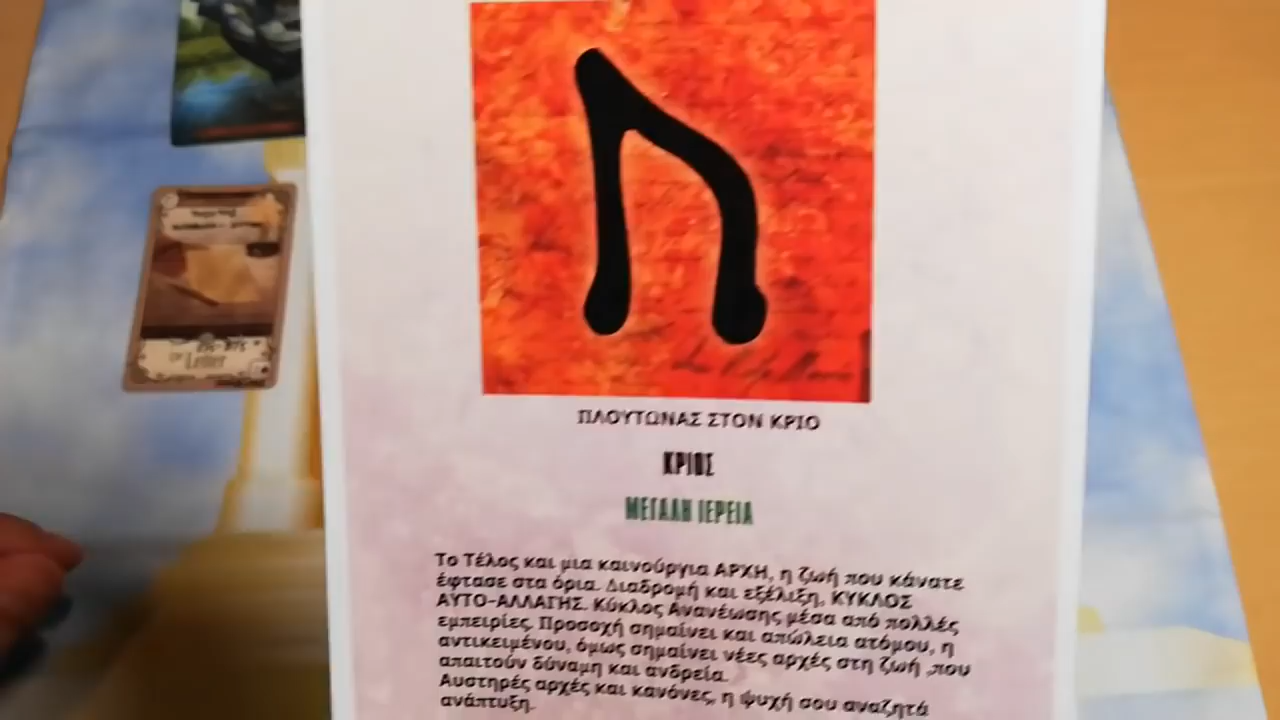 Letter
ΠΛΟΥΤΩΝΑΣ ΣΤΟΝ ΚΡΙΟ
ΚΡΙΟΣ
ΜΕΓΑΛΗ ΙΕΡΕΙΑ
Το Τέλος και μια καινούργια ΑΡΧΗ, η ζωή που κάνατε
έφτασε στα όρια. Διαδρομή και εξέλιξη, ΚΥΚΛΟΣ
ΑΥΤΟ-ΑΛΛΑΓΗΣ. Κύκλος Ανανέωσης μέσα από πολλές
εμπειρίες. Προσοχή σημαίνει και απώλεια ατόμου, η
αντικειμένου, όμως σημαίνει νέες αρχές στη ζωή ,που
απαιτούν δύναμη και ανδρεία.
Αυστηρές αρχές και κανόνες, η ψυχή σου αναζητά
ανάπτυξη.